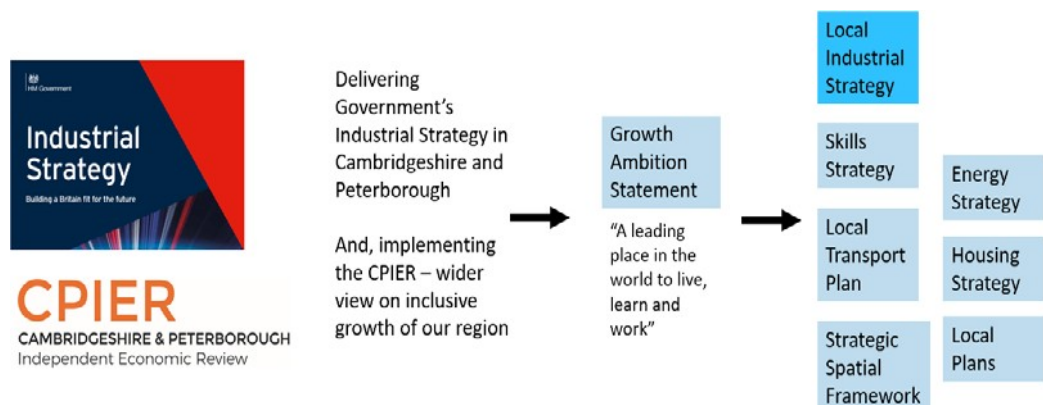 HM Government
Industrial
Strategy
Building a Britain fit for the future
CPIER
CAMBRIDGESHIRE & PETERBOROUGH
Independent Economic Review
Delivering
Government’s
Industrial Strategy in
Cambridgeshire and
Peterborough
And, implementing
the CPIER – wider
view on inclusive
growth of our region
Growth
Ambition
Statement
“A leading
place in the
world to live,
learn and
work”
Local
Industrial
Strategy
Skills
Strategy
Local
Transport
Plan
Strategic
Spatial
Framework
Energy
Strategy
Housing
Strategy
Local
Plans